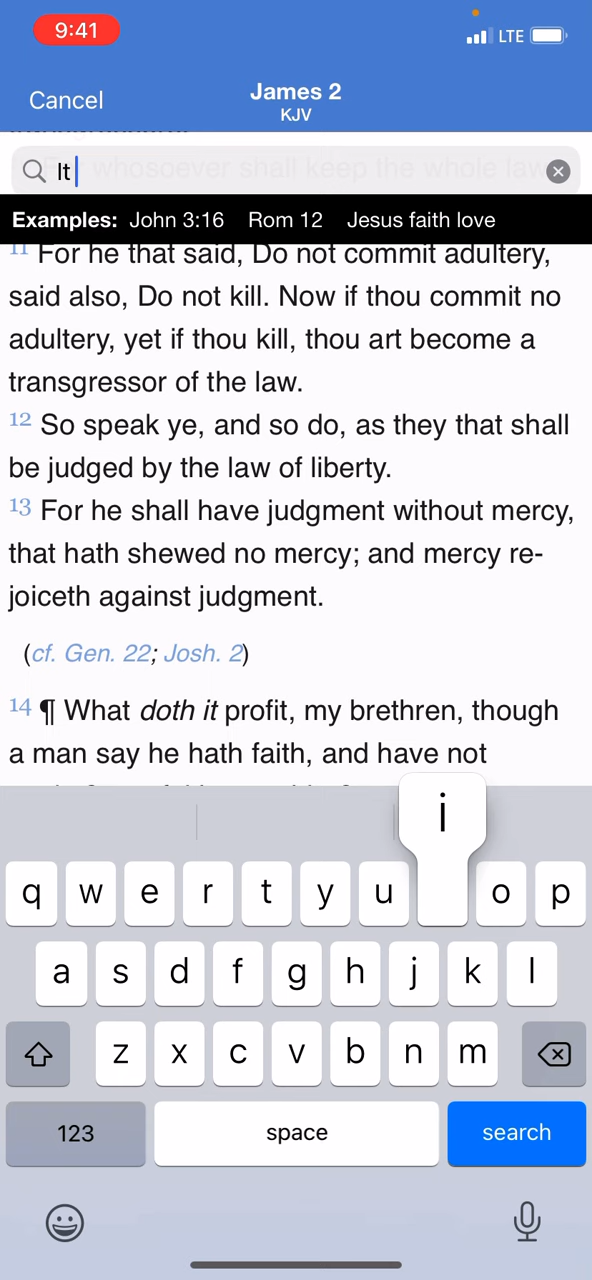 9:41
LTE
Cancel
James 2
KJV
For whosoever shall keep the whole law
It
Examples: John 3:16 Rom 12 Jesus faith love
11 For he that said, Do not commit adultery,
said also, Do not kill. Now if thou commit no
adultery, yet if thou kill, thou art become a
transgressor of the law.
12 So speak ye, and so do, as they that shall
be judged by the law of liberty.
13 For he shall have judgment without mercy,
that hath shewed no mercy; and mercy re-
joiceth against judgment.
(cf. Gen. 22; Josh. 2)
14 ¶ What doth it profit, my brethren, though
a man say he hath faith, and have not
i
q w e r t y u o p
a s d f g h j k l
z x c v b n m
123 space search